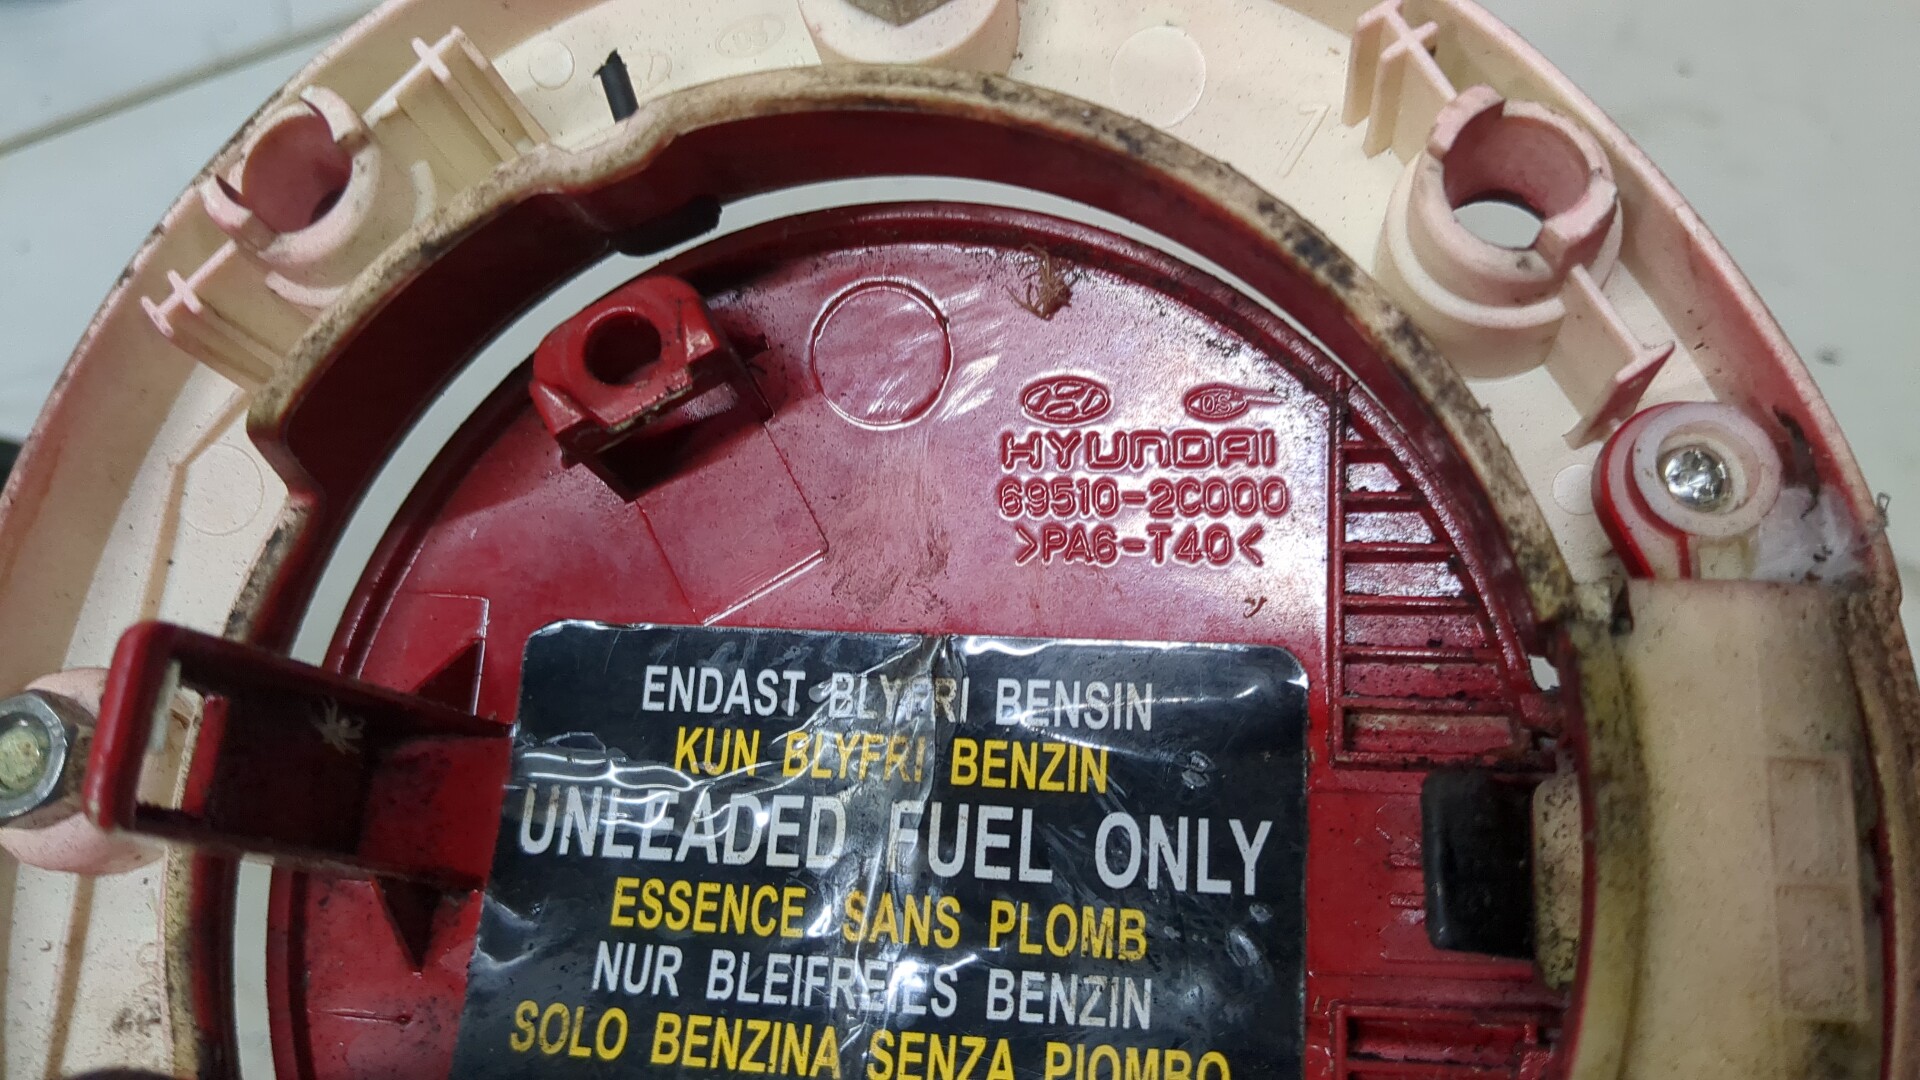 OS
HYUNDAI
69510-2C000
>PA6-T40<
ENDAST BLYFRI BENSIN
KUN BLYFRI BENZIN
UNLEADED FUEL ONLY
ESSENCE SANS PLOMB
NUR BLEIFREIES BENZIN
SOLO BENZINA SENZA PIOMBO